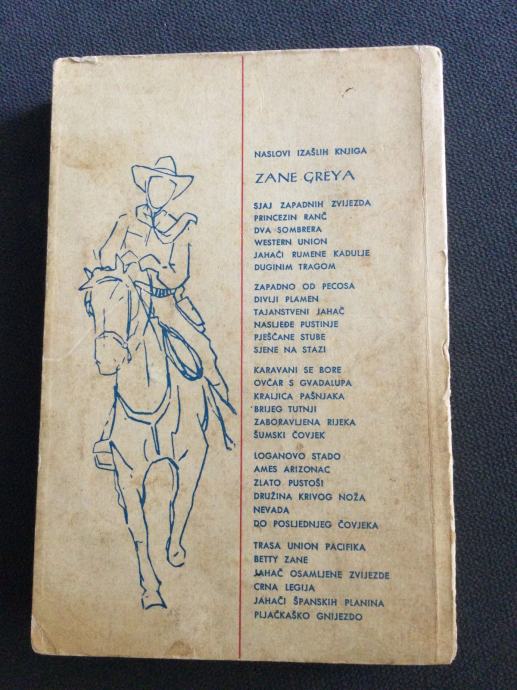 NASLOVI IZAŠLIH KNJIGA
ZANE GREYA
SJAJ ZAPADNIH ZVIJEZDA
PRINCEZIN RANČ
DVA SOMBRERA
WESTERN UNION
JAHAČI RUMENE KADULJE
DUGINIM TRAGOM
ZAPADNO OD PECOSA
DIVLJI PLAMEN
TAJANSTVENI JAHAČ
NASLJEĐE PUSTINJE
PJEŠČANE STUBE
SJENE NA STAZI
KARAVANI SE BORE
OVČAR S GVADALUPA
KRALJICA PAŠNJAKA
BRIJEG TUTNJI
ZABORAVLJENA RIJEKA
ŠUMSKI ČOVJEK
LOGANOVO STADO
AMES ARIZONAC
ZLATO PUSTOŠI
DRUŽINA KRIVOG NOŽA
NEVADA
DO POSLJEDNJEG ČOVJEKA
TRASA UNION PACIFIKA
BETTY ZANE
JAHAČ OSAMLJENE ZVIJEZDE
CRNA LEGIJA
JAHAČI ŠPANSKIH PLANINA
PIJAČKAŠKO GNIJEZDO